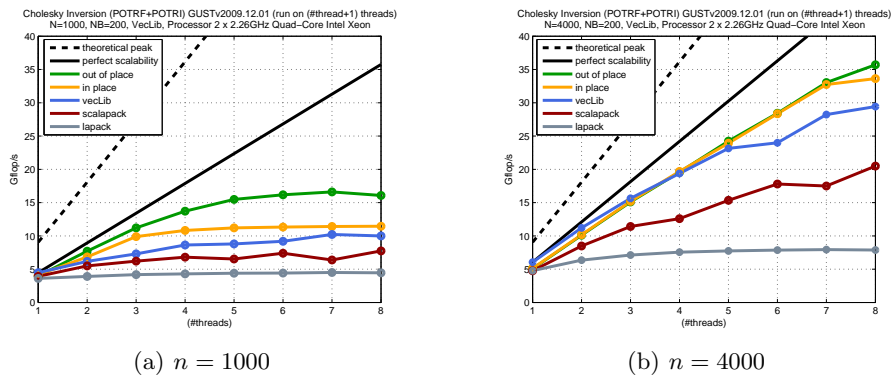 Cholesky Inversion (POTRF+POTRI) GUSTv2009.12.01 (run on (#thread+1) threads)
N=1000, NB=200, VecLib, Processor 2 x 2.26GHz Quad−Core Intel Xeon
40
35
30
25
20
15
10
5
0
Gflop/s
theoretical peak
perfect scalability
out of place
in place
vecLib
scalapack
lapack
1 2 3 4 5 6 7 8
(#threads)
(a) n = 1000
Cholesky Inversion (POTRF+POTRI) GUSTv2009.12.01 (run on (#thread+1) threads)
N=4000, NB=200, VecLib, Processor 2 x 2.26GHz Quad−Core Intel Xeon
40
35
30
25
20
15
10
5
0
Gflop/s
theoretical peak
perfect scalability
out of place
in place
vecLib
scalapack
lapack
1 2 3 4 5 6 7 8
(#threads)
(b) n = 4000